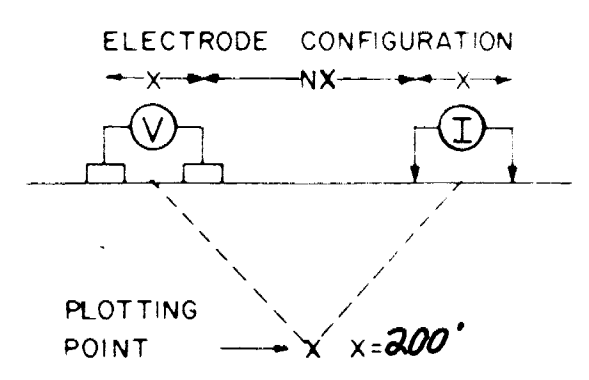 ELECTRODE CONFIGURATION
X NX X
V I
PLOTTING
POINT X X=200'